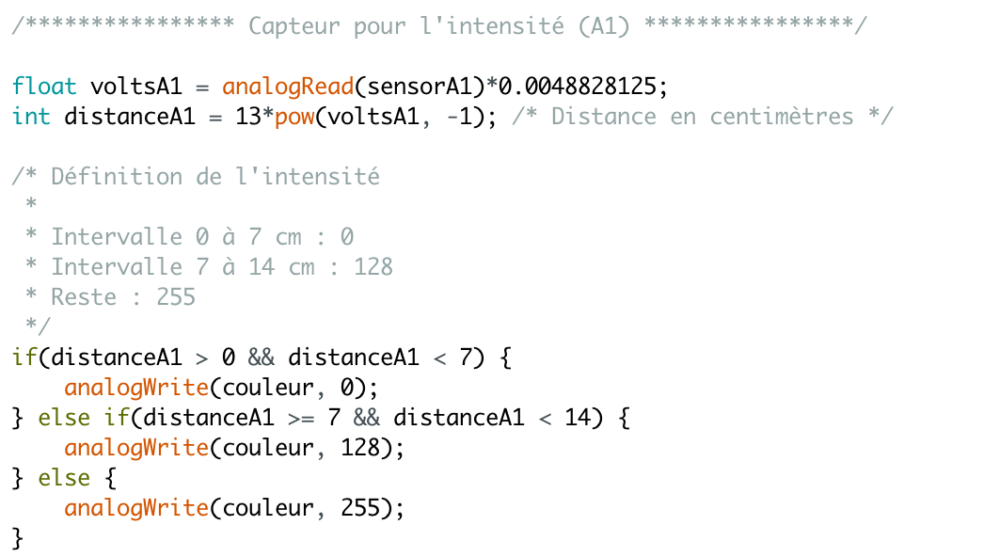 /**************** Capteur pour l'intensité (A1) ****************/
float voltsA1 = analogRead(sensorA1)*0.0048828125;
int distanceA1 = 13*pow(voltsA1, -1); /* Distance en centimètres */
/* Définition de l'intensité
 *
 * Intervalle 0 à 7 cm : 0
 * Intervalle 7 à 14 cm : 128
 * Reste : 255
 */
if(distanceA1 > 0 && distanceA1 < 7) {
    analogWrite(couleur, 0);
} else if(distanceA1 >= 7 && distanceA1 < 14) {
    analogWrite(couleur, 128);
} else {
    analogWrite(couleur, 255);
}